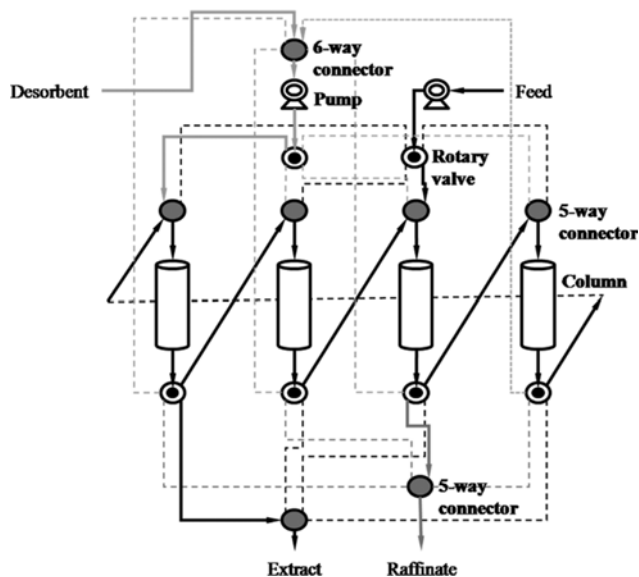 6-way
connector
Desorbent
Pump
Feed
Rotary
valve
5-way
connector
Column
5-way
connector
Extract
Raffinate